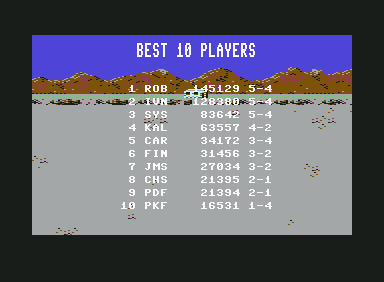 BEST 10 PLAYERS
1 ROB 145129 5-4
2 IVN 128380 5-4
3 SYS 83642 5-4
4 KAL 63557 4-2
5 CAR 34172 3-4
6 FIN 31456 3-2
7 JMS 27034 3-2
8 CHS 21395 2-1
9 PDF 21394 2-1
10 PKF 16531 1-4